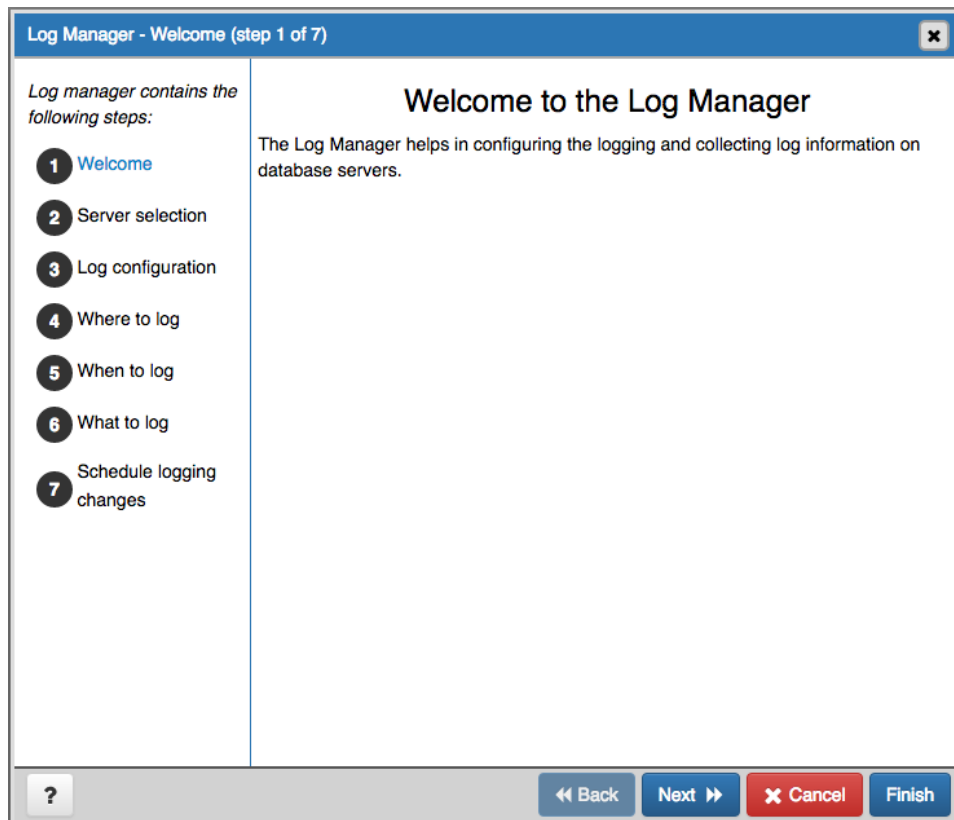 Log Manager - Welcome (step 1 of 7)
Log manager contains the
following steps:
1 Welcome
2 Server selection
3 Log configuration
4 Where to log
5 When to log
6 What to log
7 Schedule logging
changes
Welcome to the Log Manager
The Log Manager helps in configuring the logging and collecting log information on
database servers.
? Back Next Cancel Finish